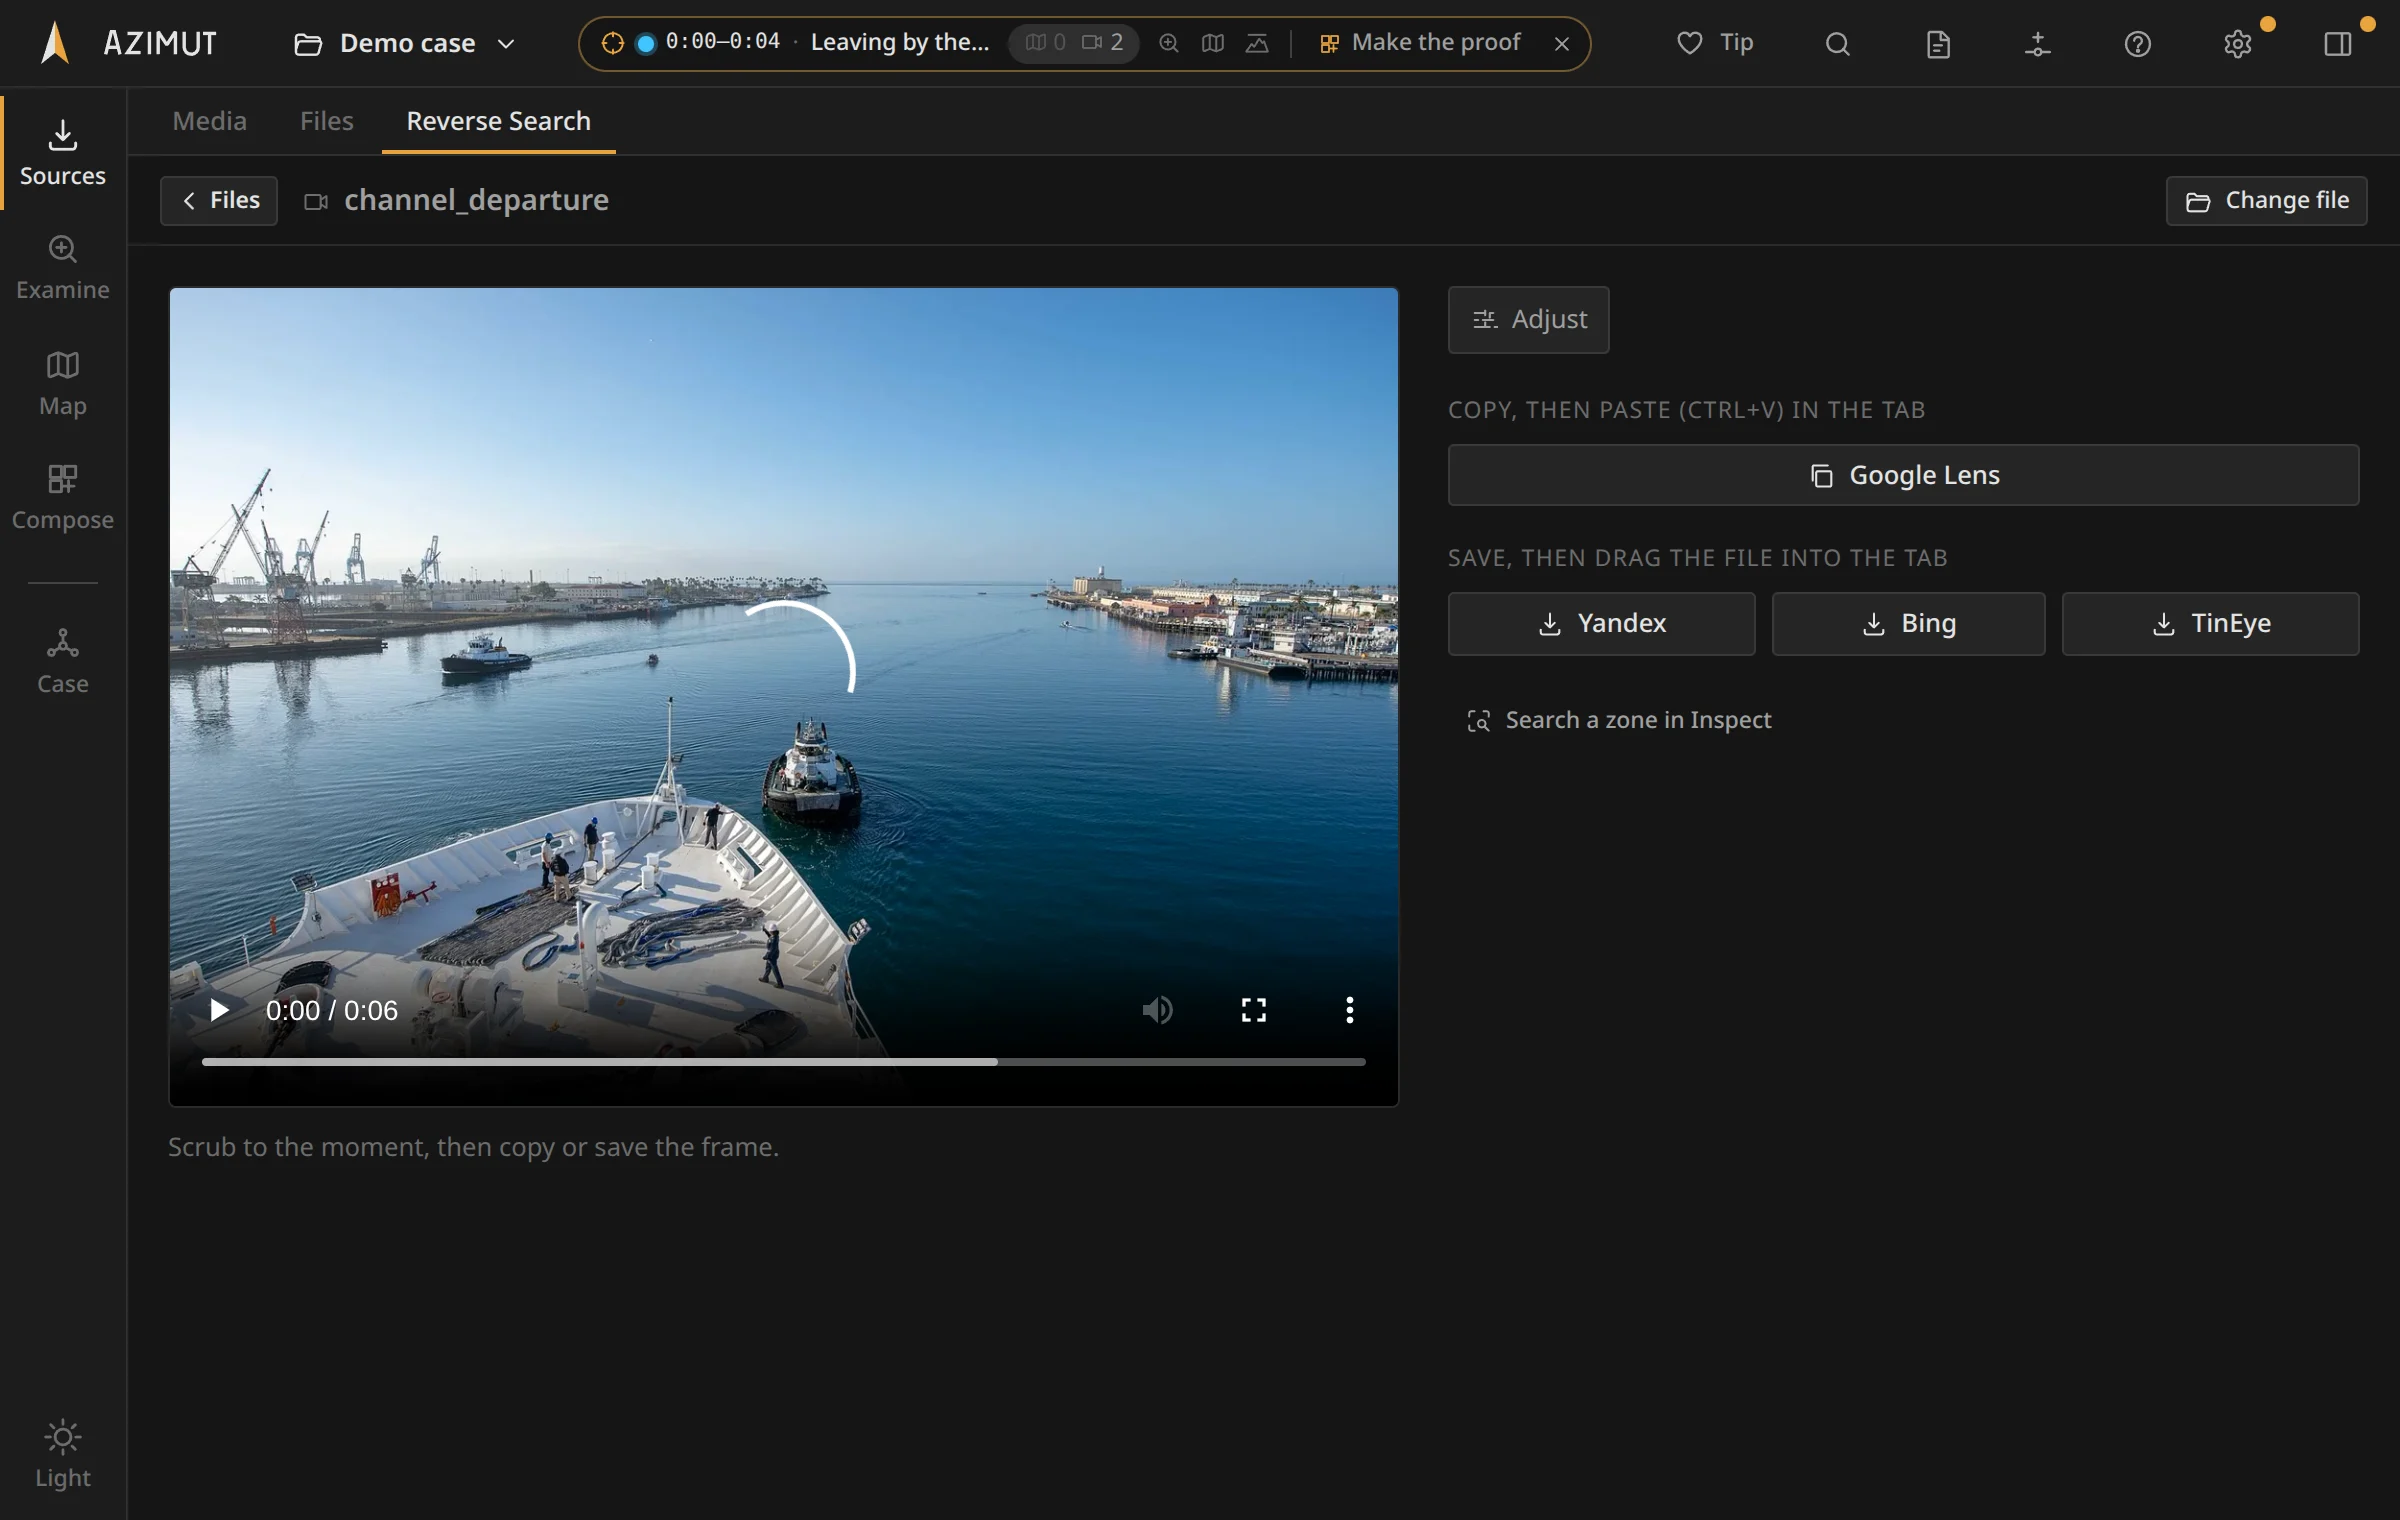 AZIMUT
Demo case
0:00–0:04 · Leaving by the...
0
2
Make the proof
Tip
Sources
Examine
Map
Compose
Case
Light
Media
Files
Reverse Search
Files
channel_departure
Change file
0:00 / 0:06
Scrub to the moment, then copy or save the frame.
Adjust
COPY, THEN PASTE (CTRL+V) IN THE TAB
Google Lens
SAVE, THEN DRAG THE FILE INTO THE TAB
Yandex
Bing
TinEye
Search a zone in Inspect